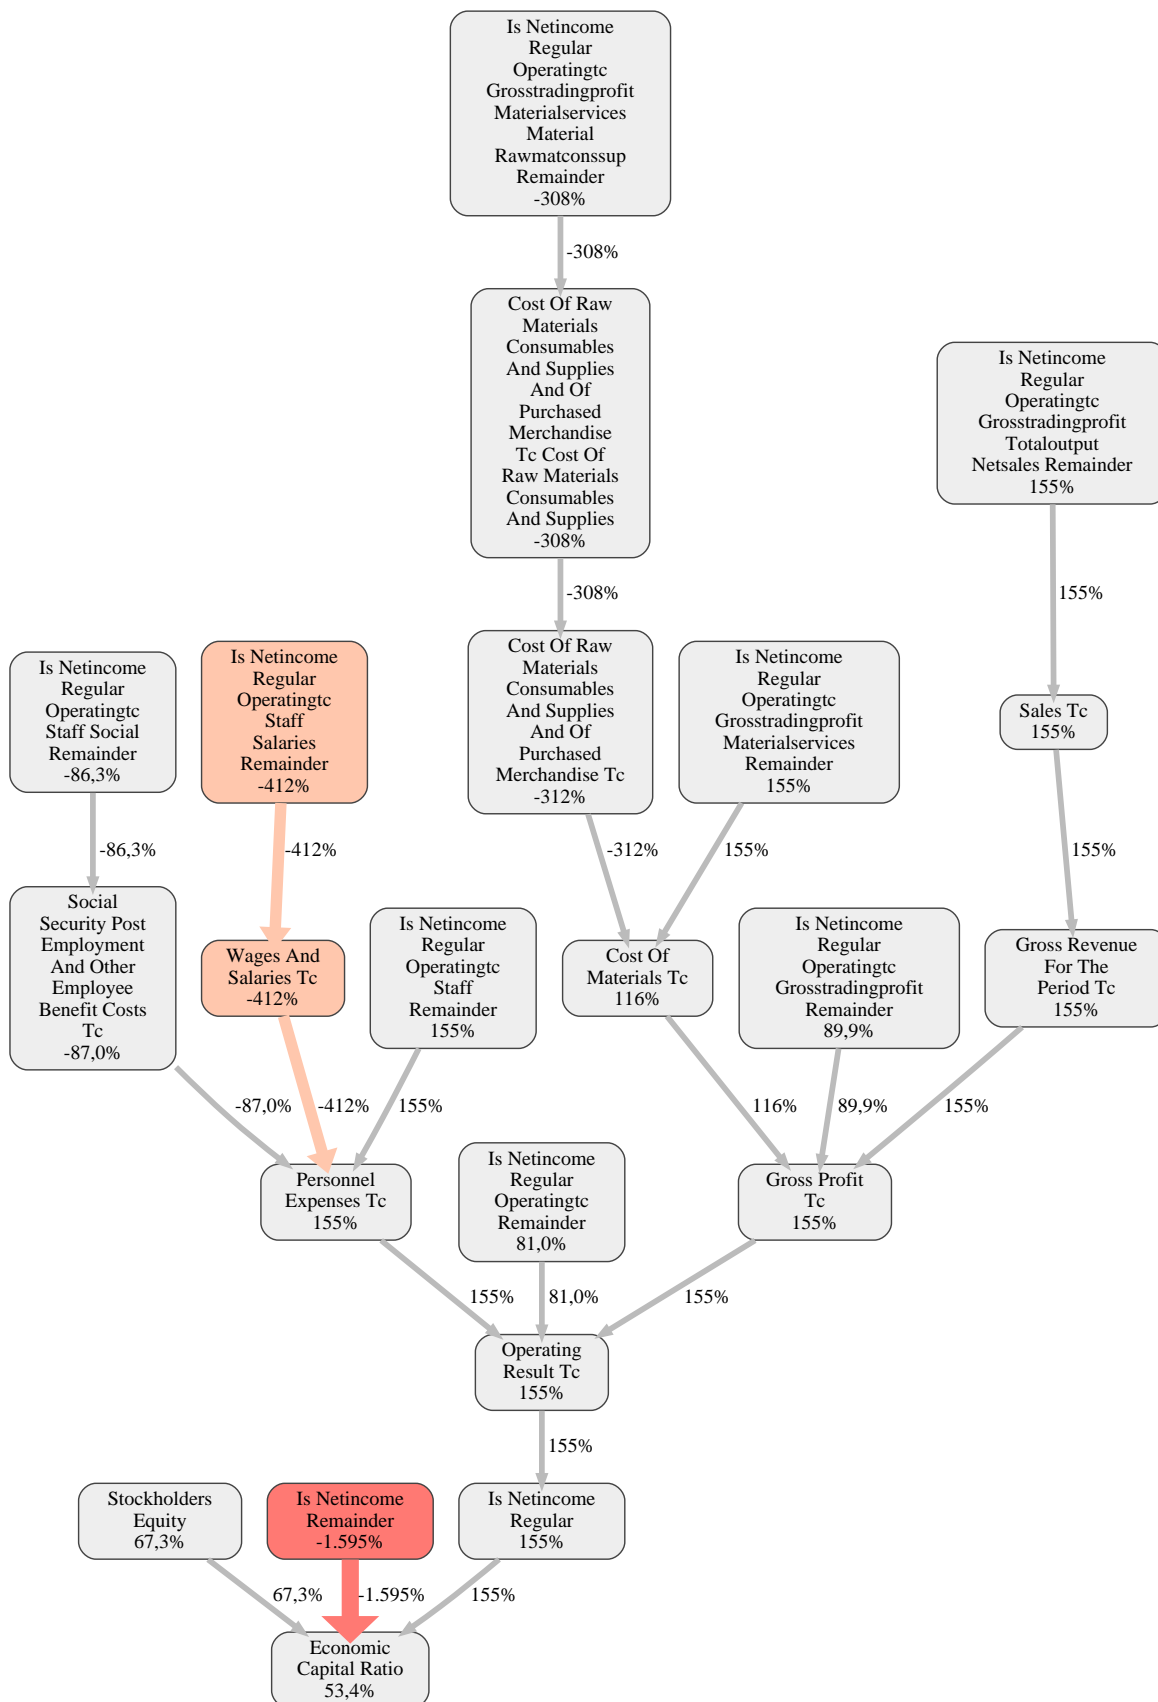 Is Netincome
Regular
Operatingtc
Grosstradingprofit
Materialservices
Material
Rawmatconssup
Remainder
-308%
-308%
Cost Of Raw
Materials
Consumables
And Supplies
And Of
Purchased
Merchandise
Tc Cost Of
Raw Materials
Consumables
And Supplies
-308%
Is Netincome
Regular
Operatingtc
Grosstradingprofit
Totaloutput
Netsales Remainder
155%
-308%
155%
Is Netincome
Regular
Operatingtc
Staff Social
Remainder
-86,3%
Is Netincome
Regular
Operatingtc
Staff
Salaries
Remainder
-412%
Cost Of Raw
Materials
Consumables
And Supplies
And Of
Purchased
Merchandise Tc
-312%
Is Netincome
Regular
Operatingtc
Grosstradingprofit
Materialservices
Remainder
155%
Sales Tc
155%
-86,3%
-412%
-312%
155%
155%
Social
Security Post
Employment
And Other
Employee
Benefit Costs
Tc
-87,0%
Wages And
Salaries Tc
-412%
Is Netincome
Regular
Operatingtc
Staff
Remainder
155%
Cost Of
Materials Tc
116%
Is Netincome
Regular
Operatingtc
Grosstradingprofit
Remainder
89,9%
Gross Revenue
For The
Period Tc
155%
-87,0%
-412%
155%
116%
89,9%
155%
Personnel
Expenses Tc
155%
Is Netincome
Regular
Operatingtc
Remainder
81,0%
Gross Profit
Tc
155%
155%
81,0%
155%
Operating
Result Tc
155%
155%
Stockholders
Equity
67,3%
Is Netincome
Remainder
-1.595%
Is Netincome
Regular
155%
67,3%
-1.595%
155%
Economic
Capital Ratio
53,4%